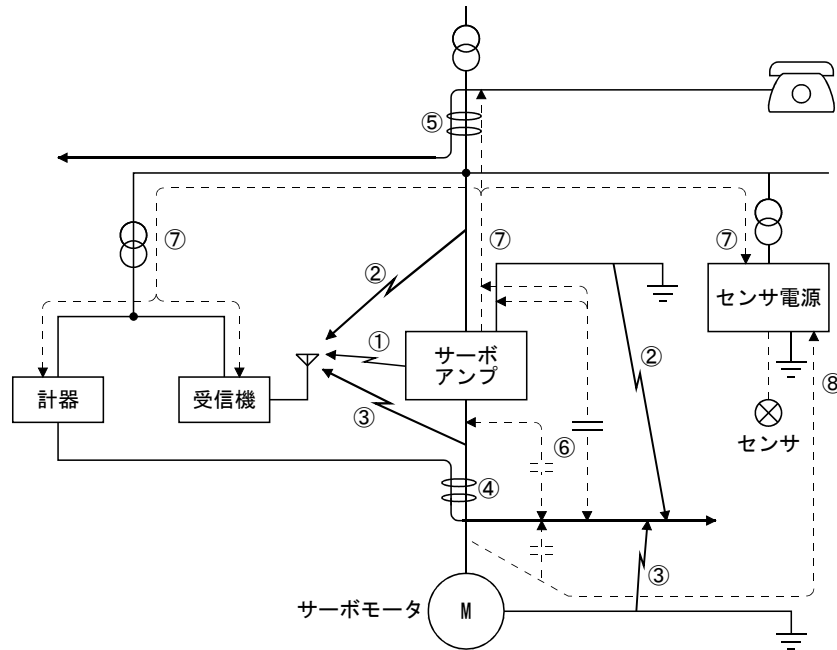 ⑤
⑦
⑦
⑦
②
センサ電源
①
サーボ
アンプ
②
⑧
計器
受信機
③
センサ
⑥
④
③
サーボモータ
M